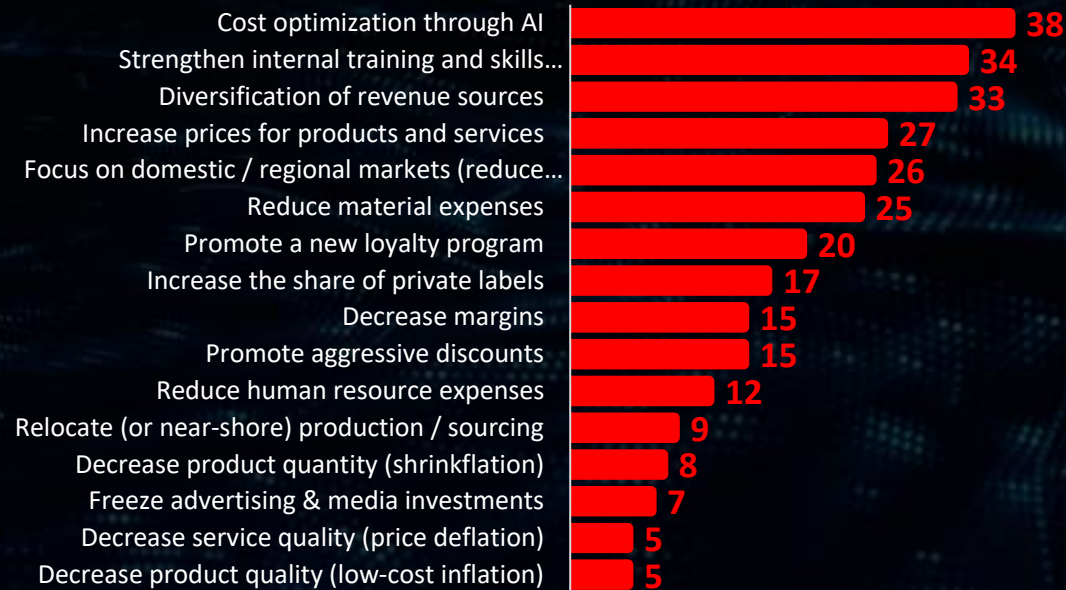 Cost optimization through AI 38
Strengthen internal training and skills... 34
Diversification of revenue sources 33
Increase prices for products and services 27
Focus on domestic / regional markets (reduce... 26
Reduce material expenses 25
Promote a new loyalty program 20
Increase the share of private labels 17
Decrease margins 15
Promote aggressive discounts 15
Reduce human resource expenses 12
Relocate (or near-shore) production / sourcing 9
Decrease product quantity (shrinkflation) 8
Freeze advertising & media investments 7
Decrease service quality (price deflation) 5
Decrease product quality (low-cost inflation) 5